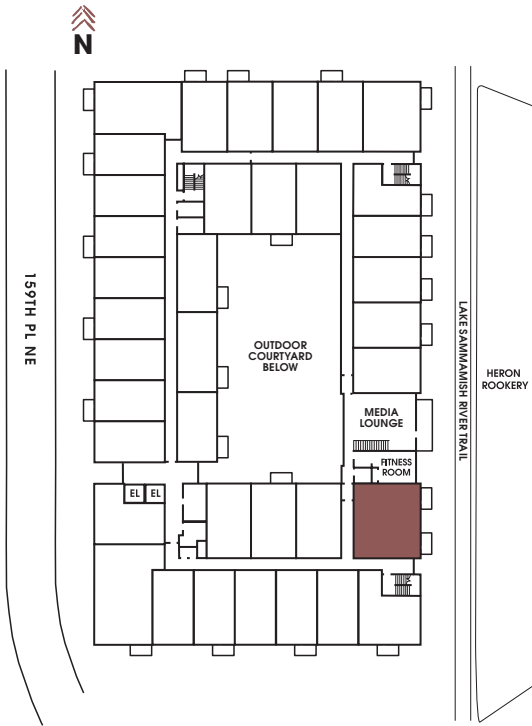 N
159TH PL NE
OUTDOOR
COURTYARD
BELOW
MEDIA
LOUNGE
FITNESS
ROOM
EL EL
LAKE SAMMAMISH RIVER TRAIL
HERON
ROOKERY